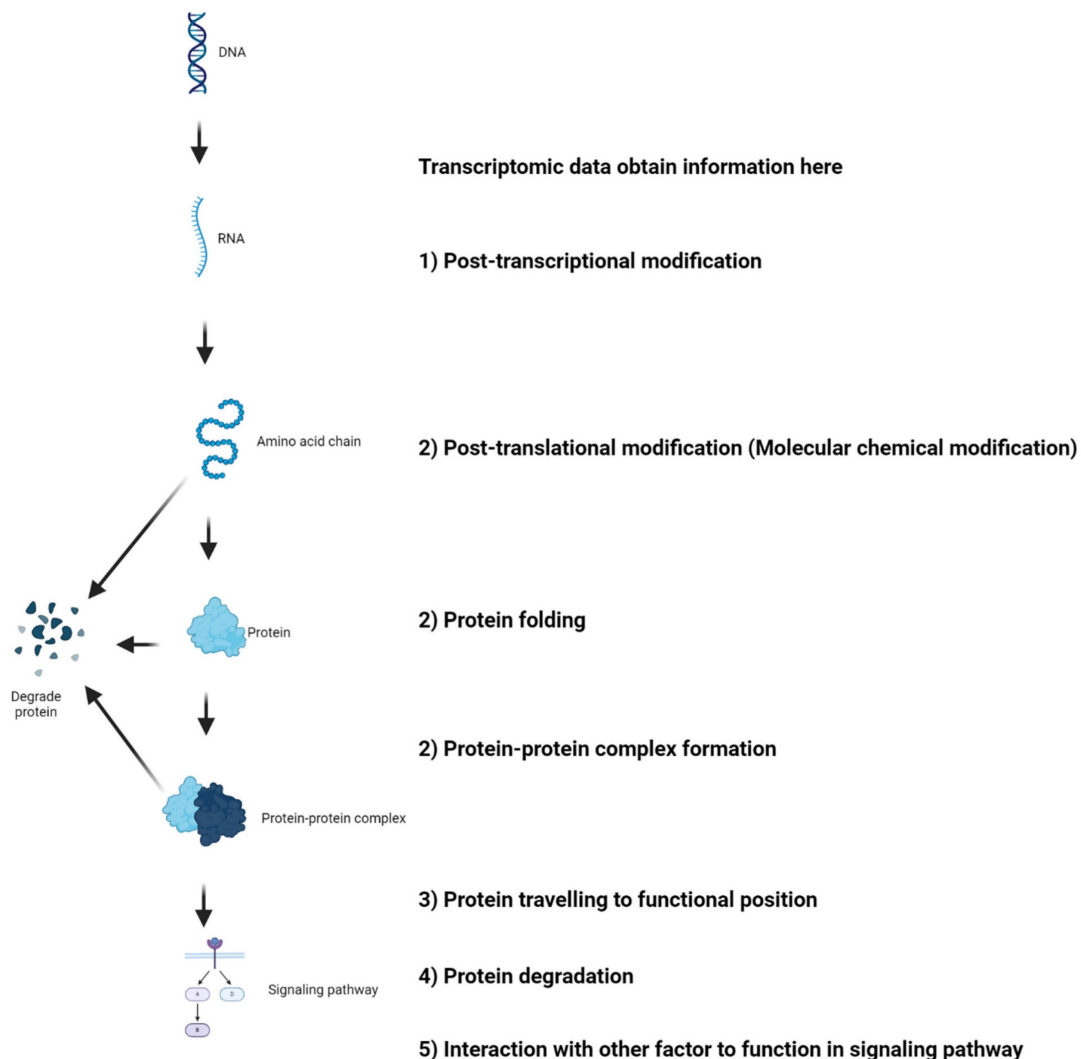 DNA
Transcriptomic data obtain information here
RNA
1) Post-transcriptional modification
Amino acid chain
2) Post-translational modification (Molecular chemical modification)
Protein
2) Protein folding
Degrade
protein
2) Protein-protein complex formation
Protein-protein complex
3) Protein travelling to functional position
4) Protein degradation
Signaling pathway
A
D
B
5) Interaction with other factor to function in signaling pathway